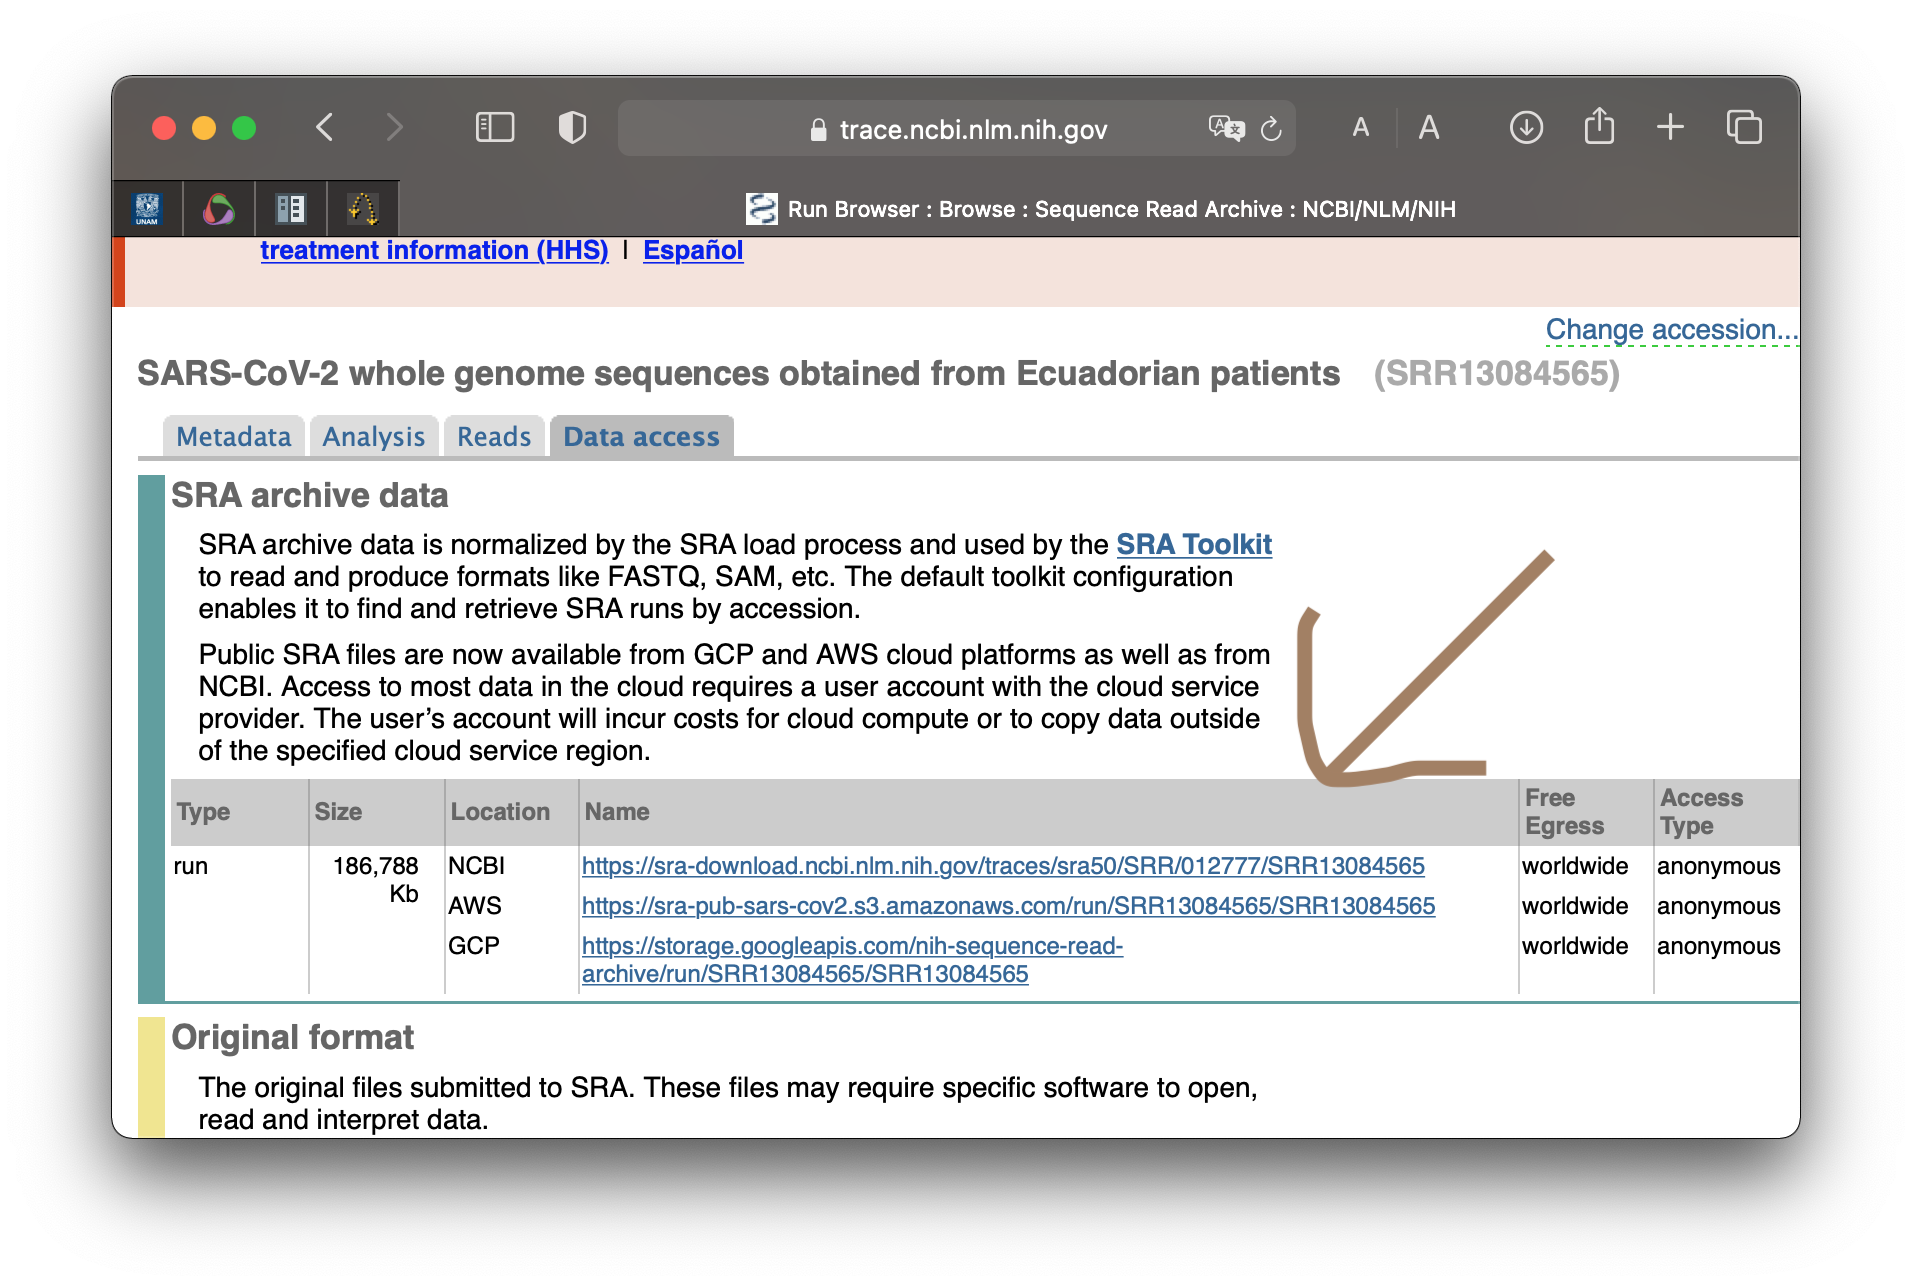 trace.ncbi.nlm.nih.gov
A A
UNAM
Run Browser : Browse : Sequence Read Archive : NCBI/NLM/NIH
treatment information (HHS) | Español
Change accession...
SARS-CoV-2 whole genome sequences obtained from Ecuadorian patients (SRR13084565)
Metadata Analysis Reads Data access
SRA archive data
SRA archive data is normalized by the SRA load process and used by the SRA Toolkit
to read and produce formats like FASTQ, SAM, etc. The default toolkit configuration
enables it to find and retrieve SRA runs by accession.
Public SRA files are now available from GCP and AWS cloud platforms as well as from
NCBI. Access to most data in the cloud requires a user account with the cloud service
provider. The user’s account will incur costs for cloud compute or to copy data outside
of the specified cloud service region.
Type Size Location Name Free Egress Access Type
run 186,788 Kb NCBI https://sra-download.ncbi.nlm.nih.gov/traces/sra50/SRR/012777/SRR13084565 worldwide anonymous
AWS https://sra-pub-sars-cov2.s3.amazonaws.com/run/SRR13084565/SRR13084565 worldwide anonymous
GCP https://storage.googleapis.com/nih-sequence-read- worldwide anonymous
archive/run/SRR13084565/SRR13084565
Original format
The original files submitted to SRA. These files may require specific software to open,
read and interpret data.